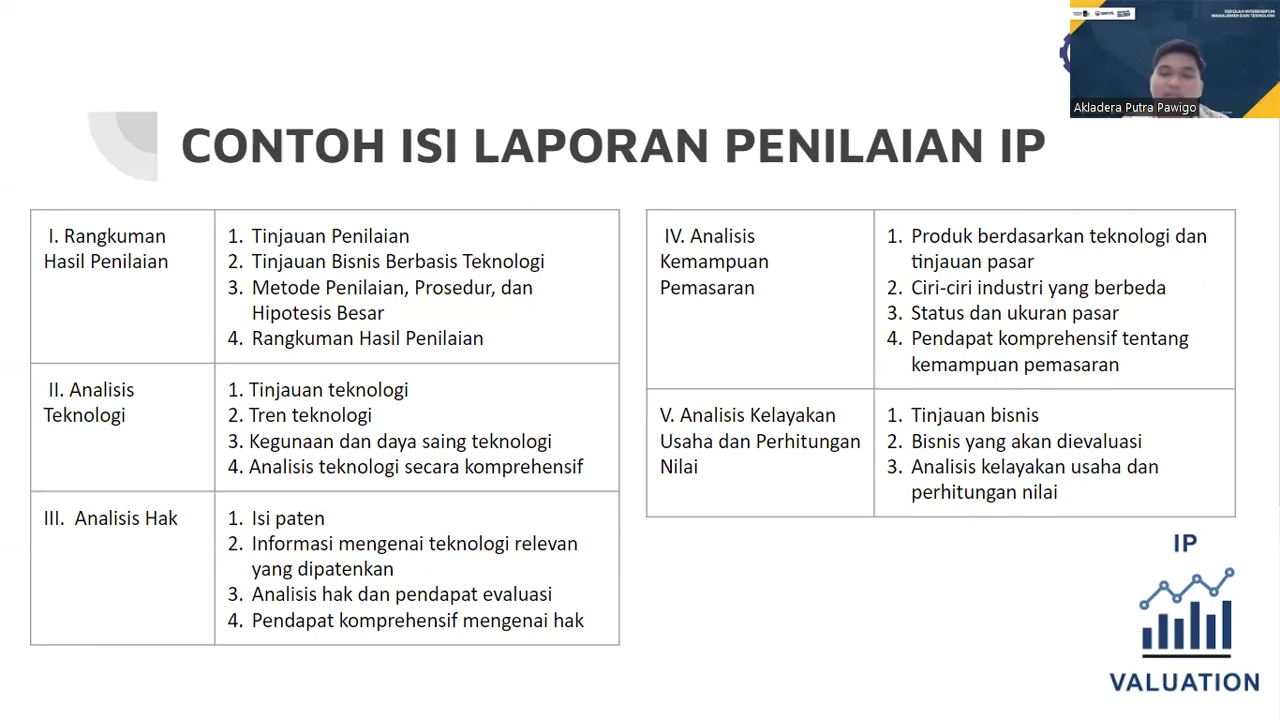 SEKOLAH INTERDISIPLIN
MANAJEMEN DAN TEKNOLOGI
Akladera Putra Pawigo
CONTOH ISI LAPORAN PENILAIAN IP
I. Rangkuman
Hasil Penilaian
1. Tinjauan Penilaian
2. Tinjauan Bisnis Berbasis Teknologi
3. Metode Penilaian, Prosedur, dan
Hipotesis Besar
4. Rangkuman Hasil Penilaian
II. Analisis
Teknologi
1. Tinjauan teknologi
2. Tren teknologi
3. Kegunaan dan daya saing teknologi
4. Analisis teknologi secara komprehensif
III. Analisis Hak
1. Isi paten
2. Informasi mengenai teknologi relevan
yang dipatenkan
3. Analisis hak dan pendapat evaluasi
4. Pendapat komprehensif mengenai hak
IV. Analisis
Kemampuan
Pemasaran
1. Produk berdasarkan teknologi dan
tinjauan pasar
2. Ciri-ciri industri yang berbeda
3. Status dan ukuran pasar
4. Pendapat komprehensif tentang
kemampuan pemasaran
V. Analisis Kelayakan
Usaha dan Perhitungan
Nilai
1. Tinjauan bisnis
2. Bisnis yang akan dievaluasi
3. Analisis kelayakan usaha dan
perhitungan nilai
IP
VALUATION